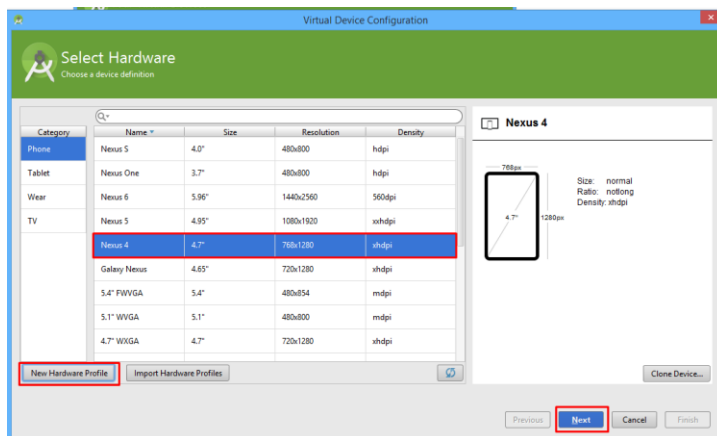 Virtual Device Configuration
Select Hardware
Choose a device definition
Category Name Size Resolution Density
Phone Nexus S 4.0" 480x800 hdpi
Tablet Nexus One 3.7" 480x800 hdpi
Wear Nexus 6 5.96" 1440x2560 560dpi
TV Nexus 5 4.95" 1080x1920 xxhdpi
Nexus 4 4.7" 768x1280 xhdpi
Galaxy Nexus 4.65" 720x1280 xhdpi
5.4" FWVGA 5.4" 480x854 mdpi
5.1" WVGA 5.1" 480x800 mdpi
4.7" WXGA 4.7" 720x1280 xhdpi
New Hardware Profile Import Hardware Profiles
Nexus 4
768px
4.7" 1280px
Size: normal
Ratio: notlong
Density: xhdpi
Clone Device...
Previous Next Cancel Finish